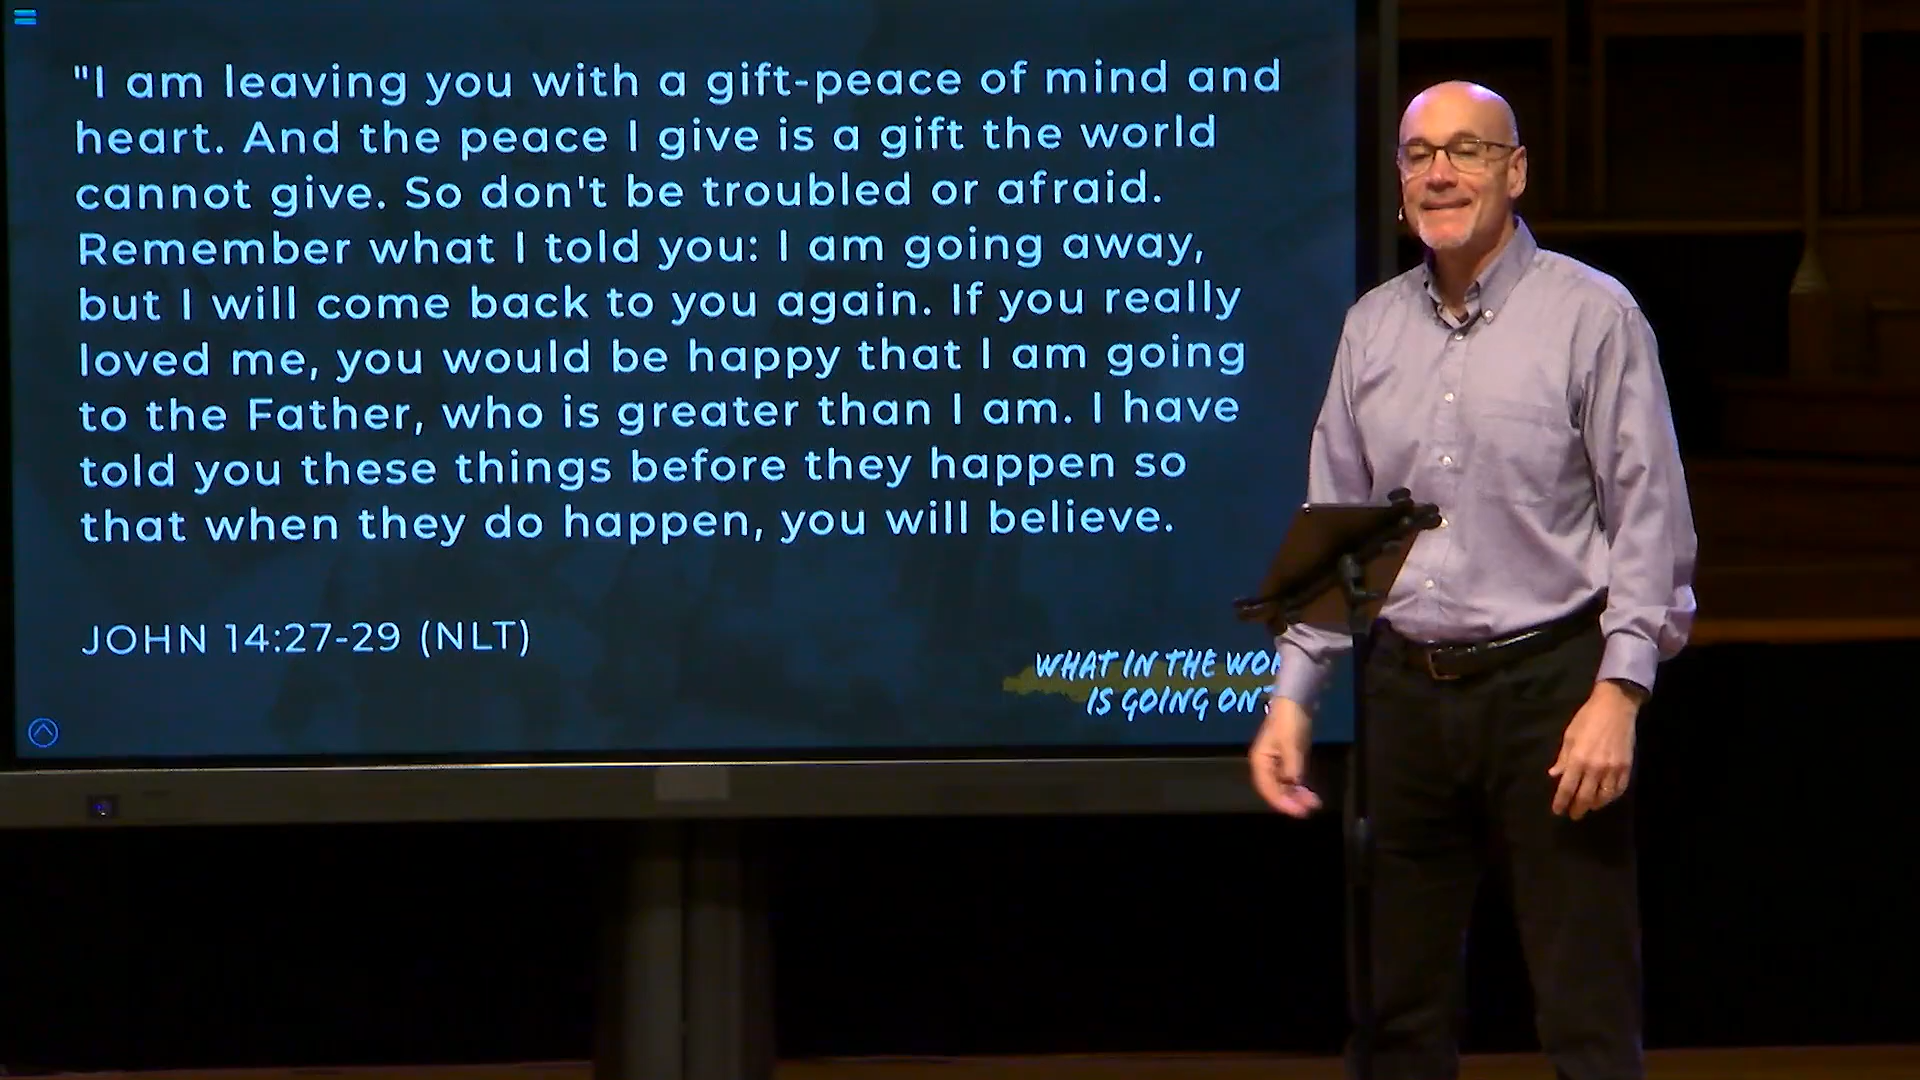 "I am leaving you with a gift-peace of mind and
heart. And the peace I give is a gift the world
cannot give. So don't be troubled or afraid.
Remember what I told you: I am going away,
but I will come back to you again. If you really
loved me, you would be happy that I am going
to the Father, who is greater than I am. I have
told you these things before they happen so
that when they do happen, you will believe.
JOHN 14:27-29 (NLT)
WHAT IN THE
IS GOING ON?